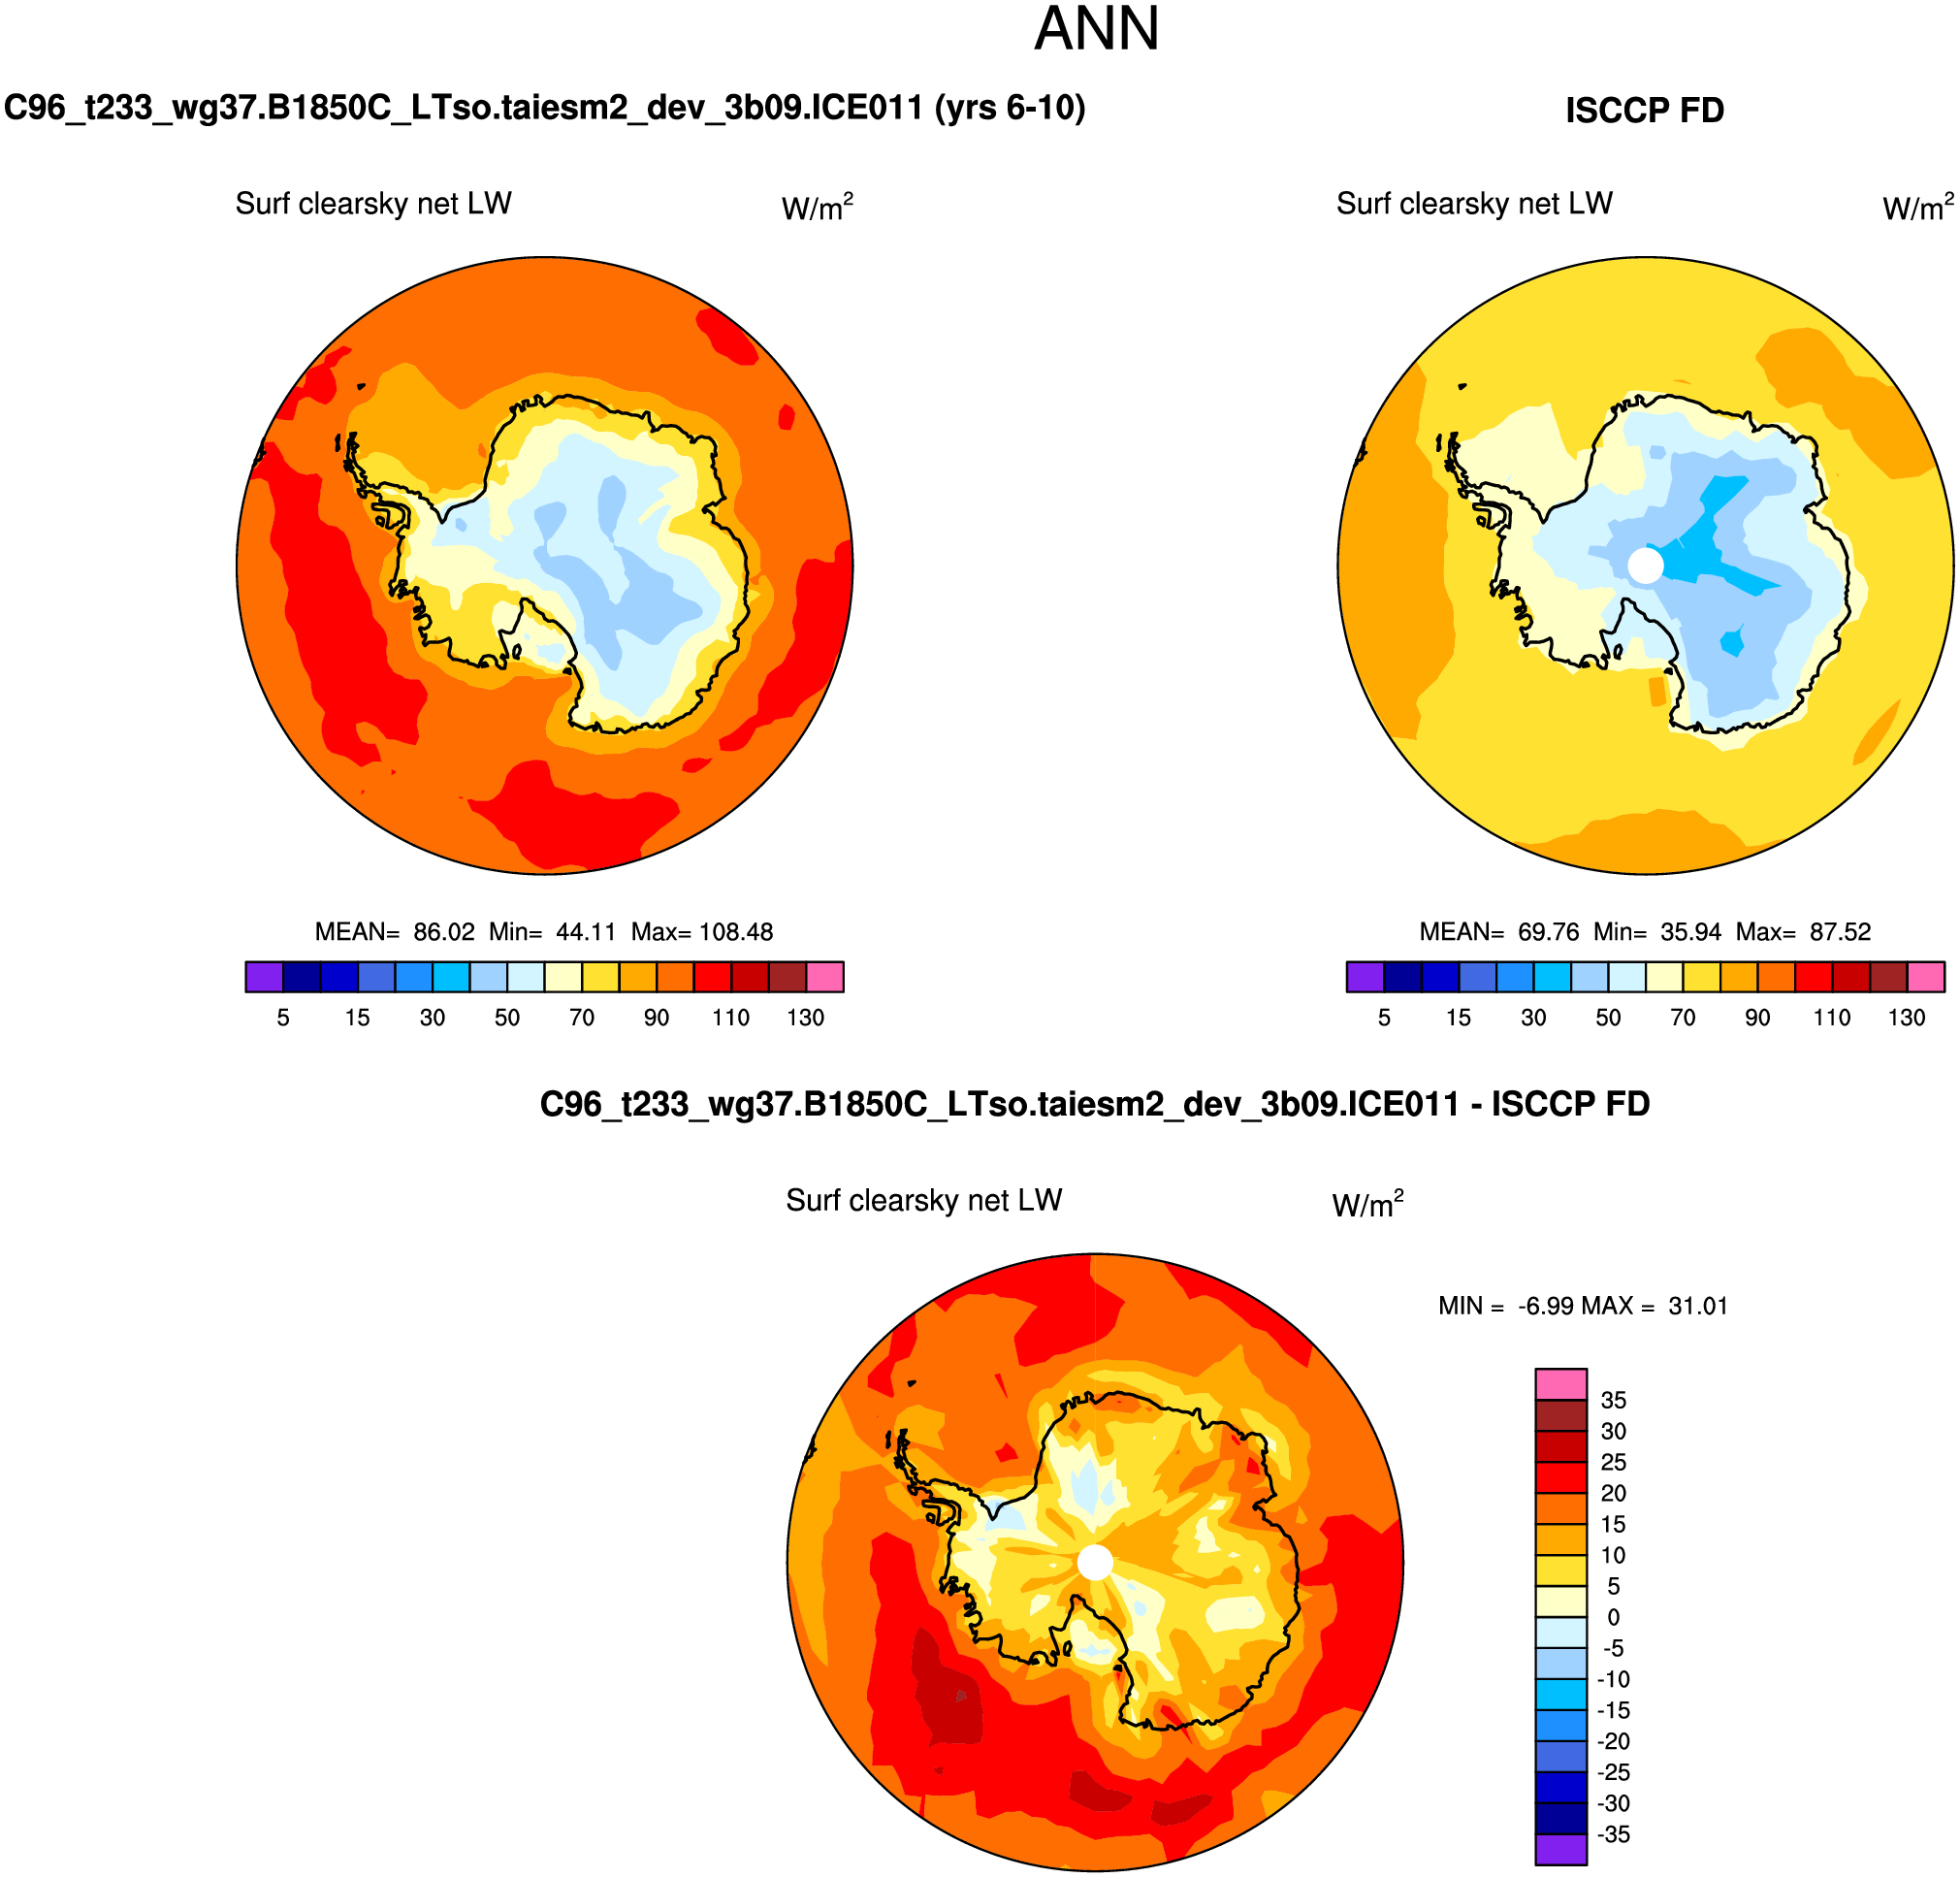 ANN
C96_t233_wg37.B1850C_LTso.taiesm2_dev_3b09.ICE011 (yrs 6-10)
ISCCP FD
Surf clearsky net LW W/m2
Surf clearsky net LW W/m2
MEAN= 86.02 Min= 44.11 Max= 108.48
MEAN= 69.76 Min= 35.94 Max= 87.52
5 15 30 50 70 90 110 130
5 15 30 50 70 90 110 130
C96_t233_wg37.B1850C_LTso.taiesm2_dev_3b09.ICE011 - ISCCP FD
Surf clearsky net LW W/m2
MIN = -6.99 MAX = 31.01
35
30
25
20
15
10
5
0
-5
-10
-15
-20
-25
-30
-35